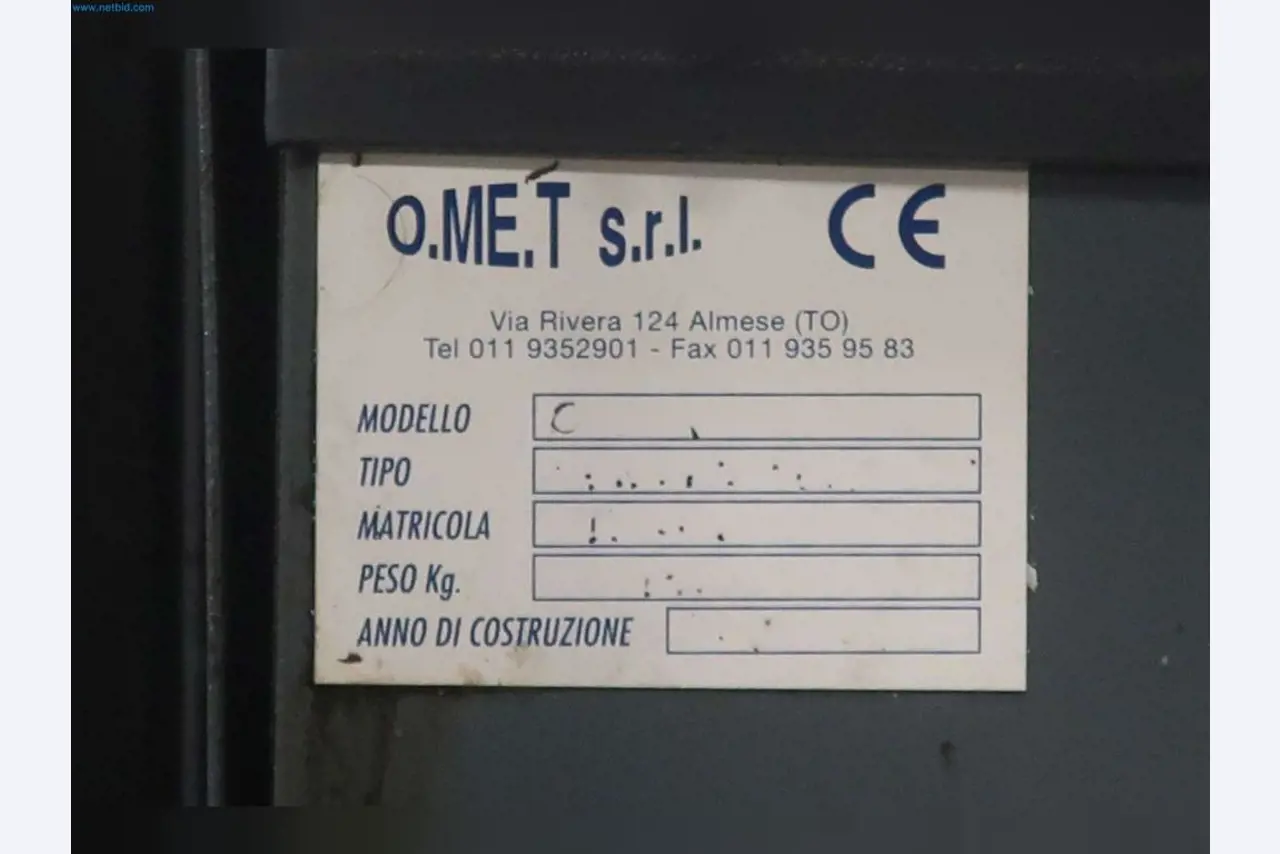 www.netbid.com
O.ME.T s.r.l. CE
Via Rivera 124 Almese (TO)
Tel 011 9352901 - Fax 011 935 95 83
MODELLO C
TIPO
MATRICOLA
PESO Kg.
ANNO DI COSTRUZIONE